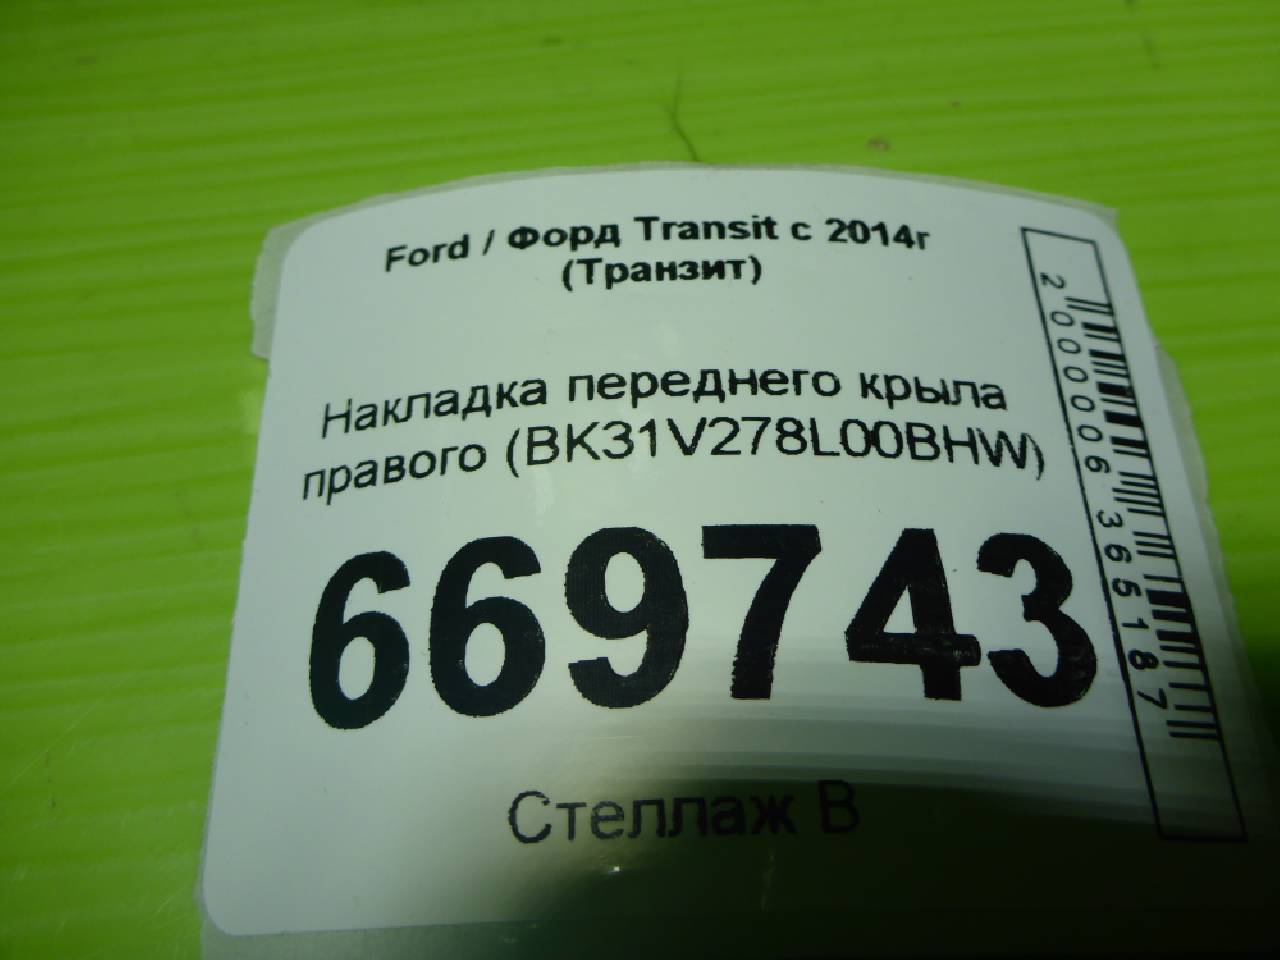 Ford / Форд Transit с 2014г
(Транзит)
Накладка переднего крыла
правого (BK31V278L00BHW)
669743
Стеллаж В
2000006365187